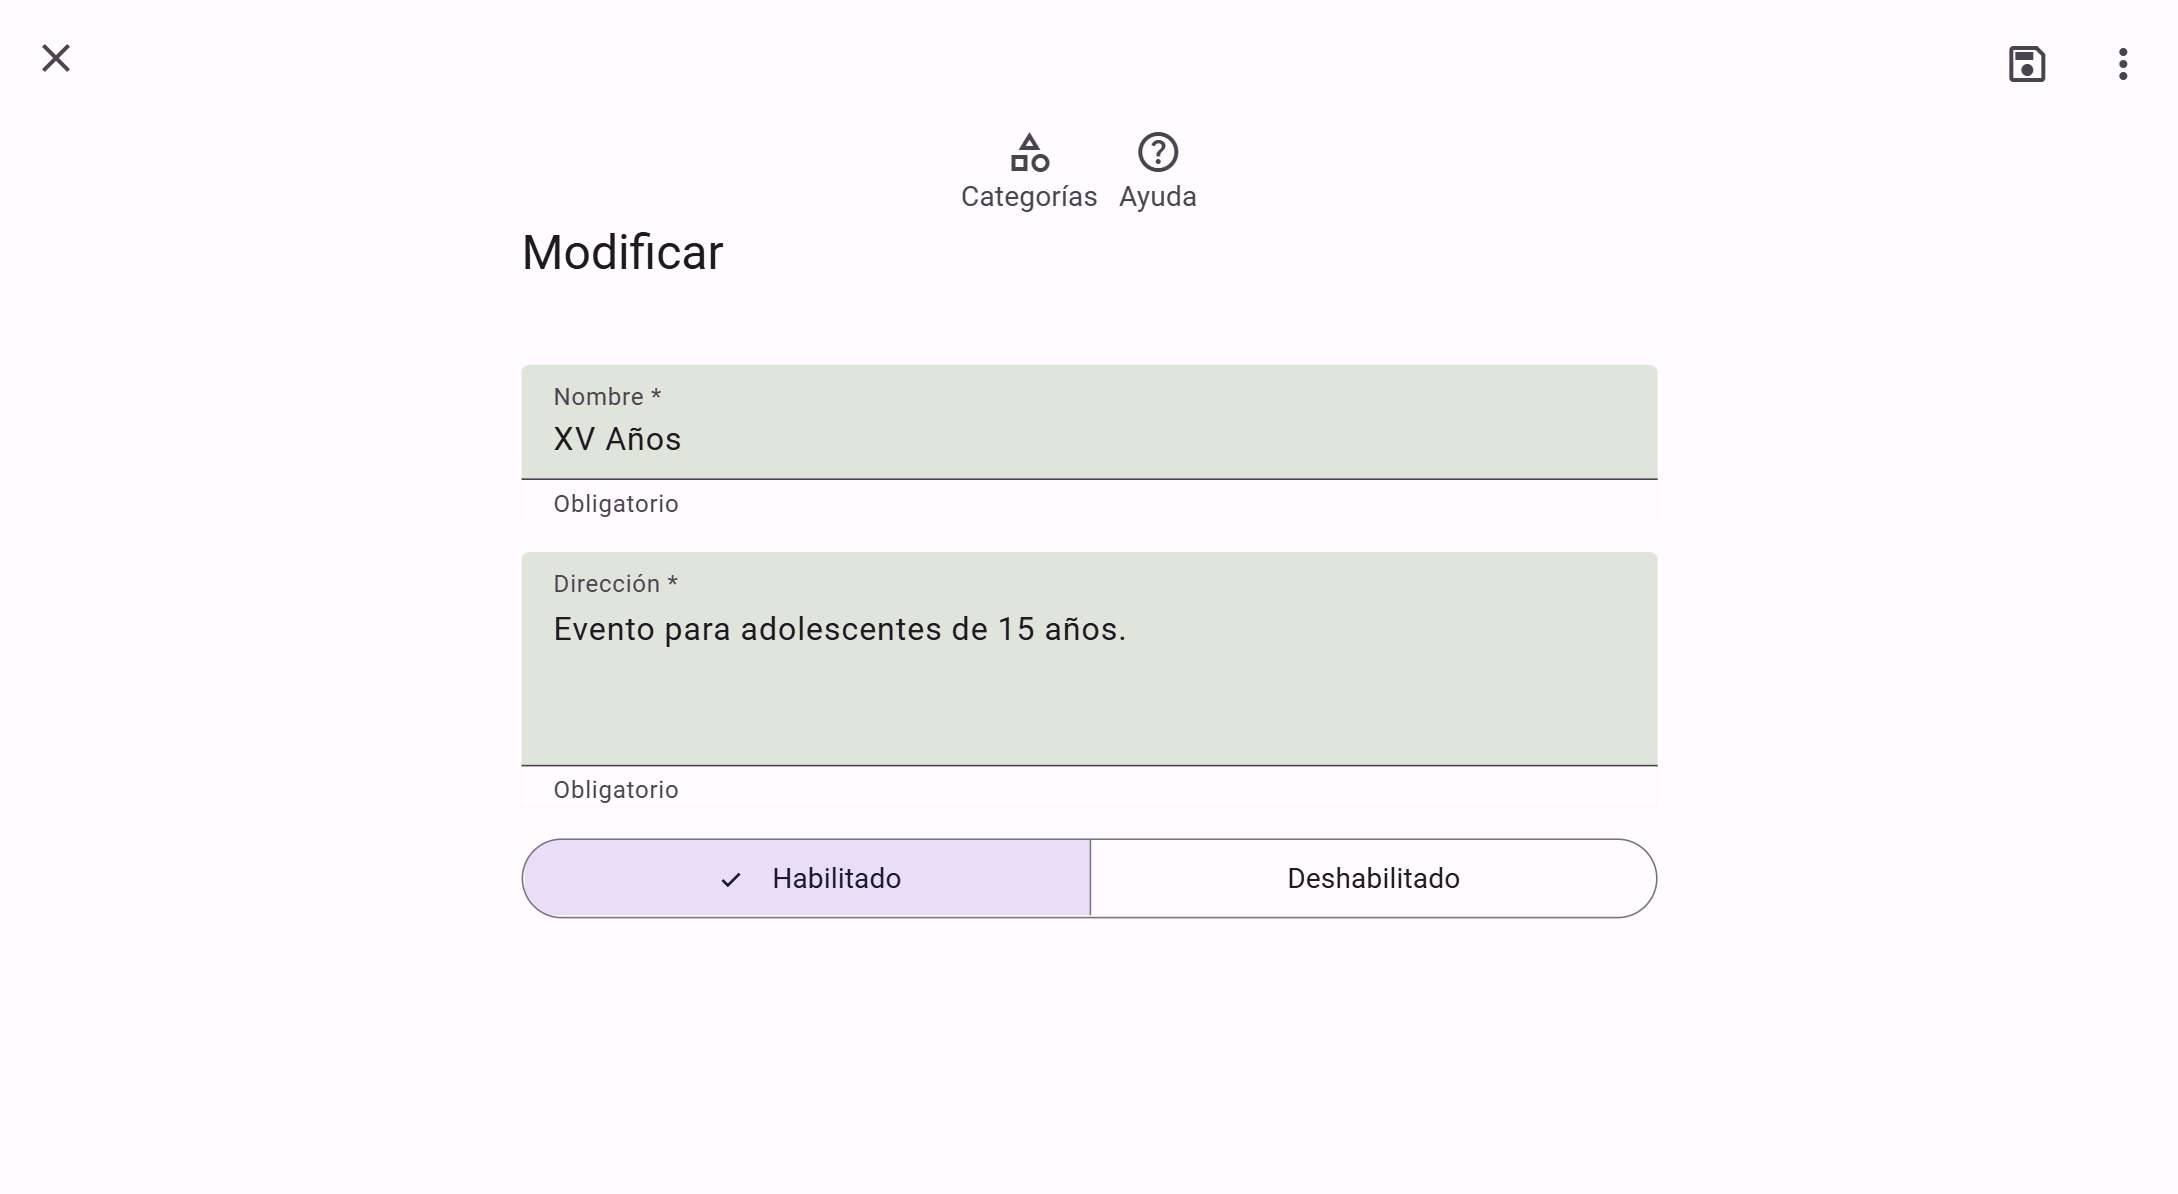 Categorías Ayuda
Modificar
Nombre *
XV Años
Obligatorio
Dirección *
Evento para adolescentes de 15 años.
Obligatorio
Habilitado Deshabilitado